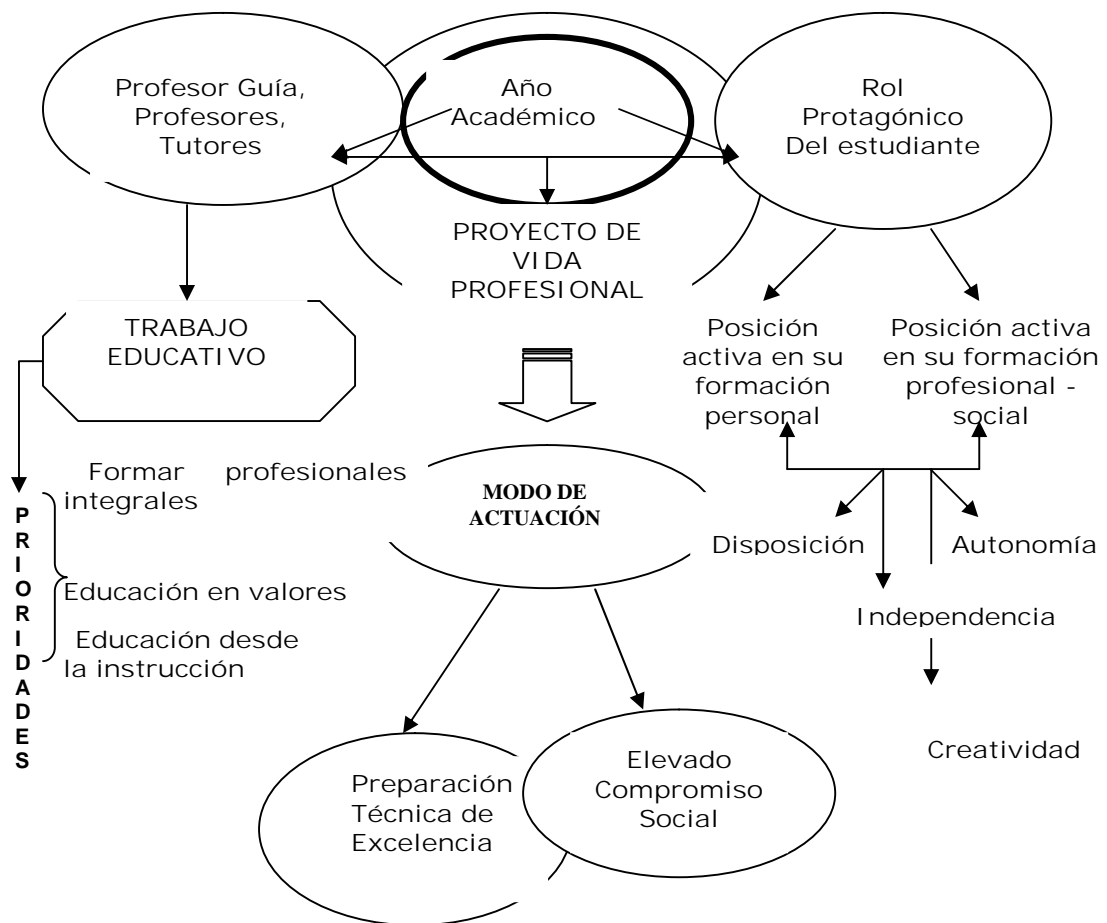 Profesor Guía,
Profesores,
Tutores
Año
Académico
Rol
Protagónico
Del estudiante
PROYECTO DE
VIDA
PROFESIONAL
TRABAJO
EDUCATIVO
Posición
activa en su
formación
personal
Posición activa
en su formación
profesional -
social
Formar profesionales
integrales
PRIORIDADES
Educación en valores
Educación desde
la instrucción
MODO DE
ACTUACIÓN
Disposición
Autonomía
Independencia
Creatividad
Preparación
Técnica de
Excelencia
Elevado
Compromiso
Social